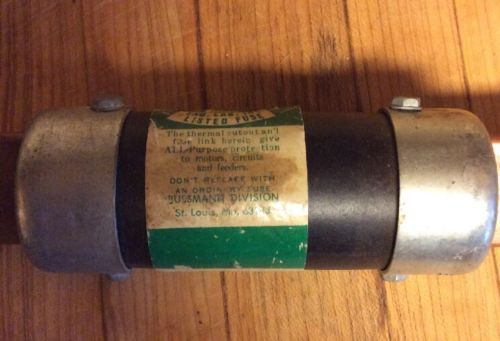 LISTED FUSE
The thermal cutout and
fuse link herein give
ALL-Purpose protection
to motors, circuits
and feeders.
DON'T REPLACE WITH
AN ORDINARY FUSE
BUSSMANN DIVISION
St. Louis, Mo.